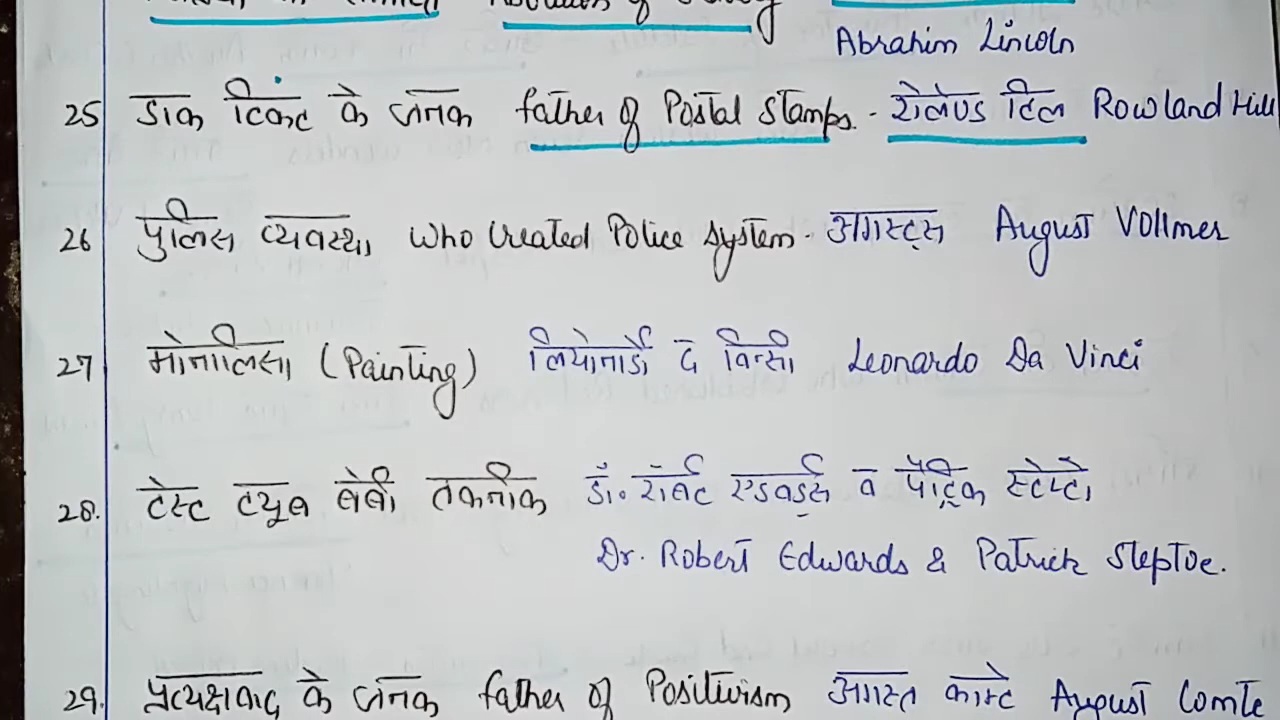 Abrahim Lincoln
25 डाक टिकट के जनक father of Postal Stamps. - रोलेण्ड हिल Rowland Hill
26 पुलिस व्यवस्था Who Created Police System. अगस्ट्स August Vollmer
27 मोनालिसा (Painting) लियोनार्डो द विन्सी Leonardo Da Vinci
28. टेस्ट ट्यूब बेबी तकनीक डॉ. रॉबर्ट एडवर्ड्स व पैट्रिक स्टेप्टो
Dr. Robert Edwards & Patrick Steptoe.
29. प्रत्यक्षवाद के जनक father of Positivism अगस्त काम्टे August Comte